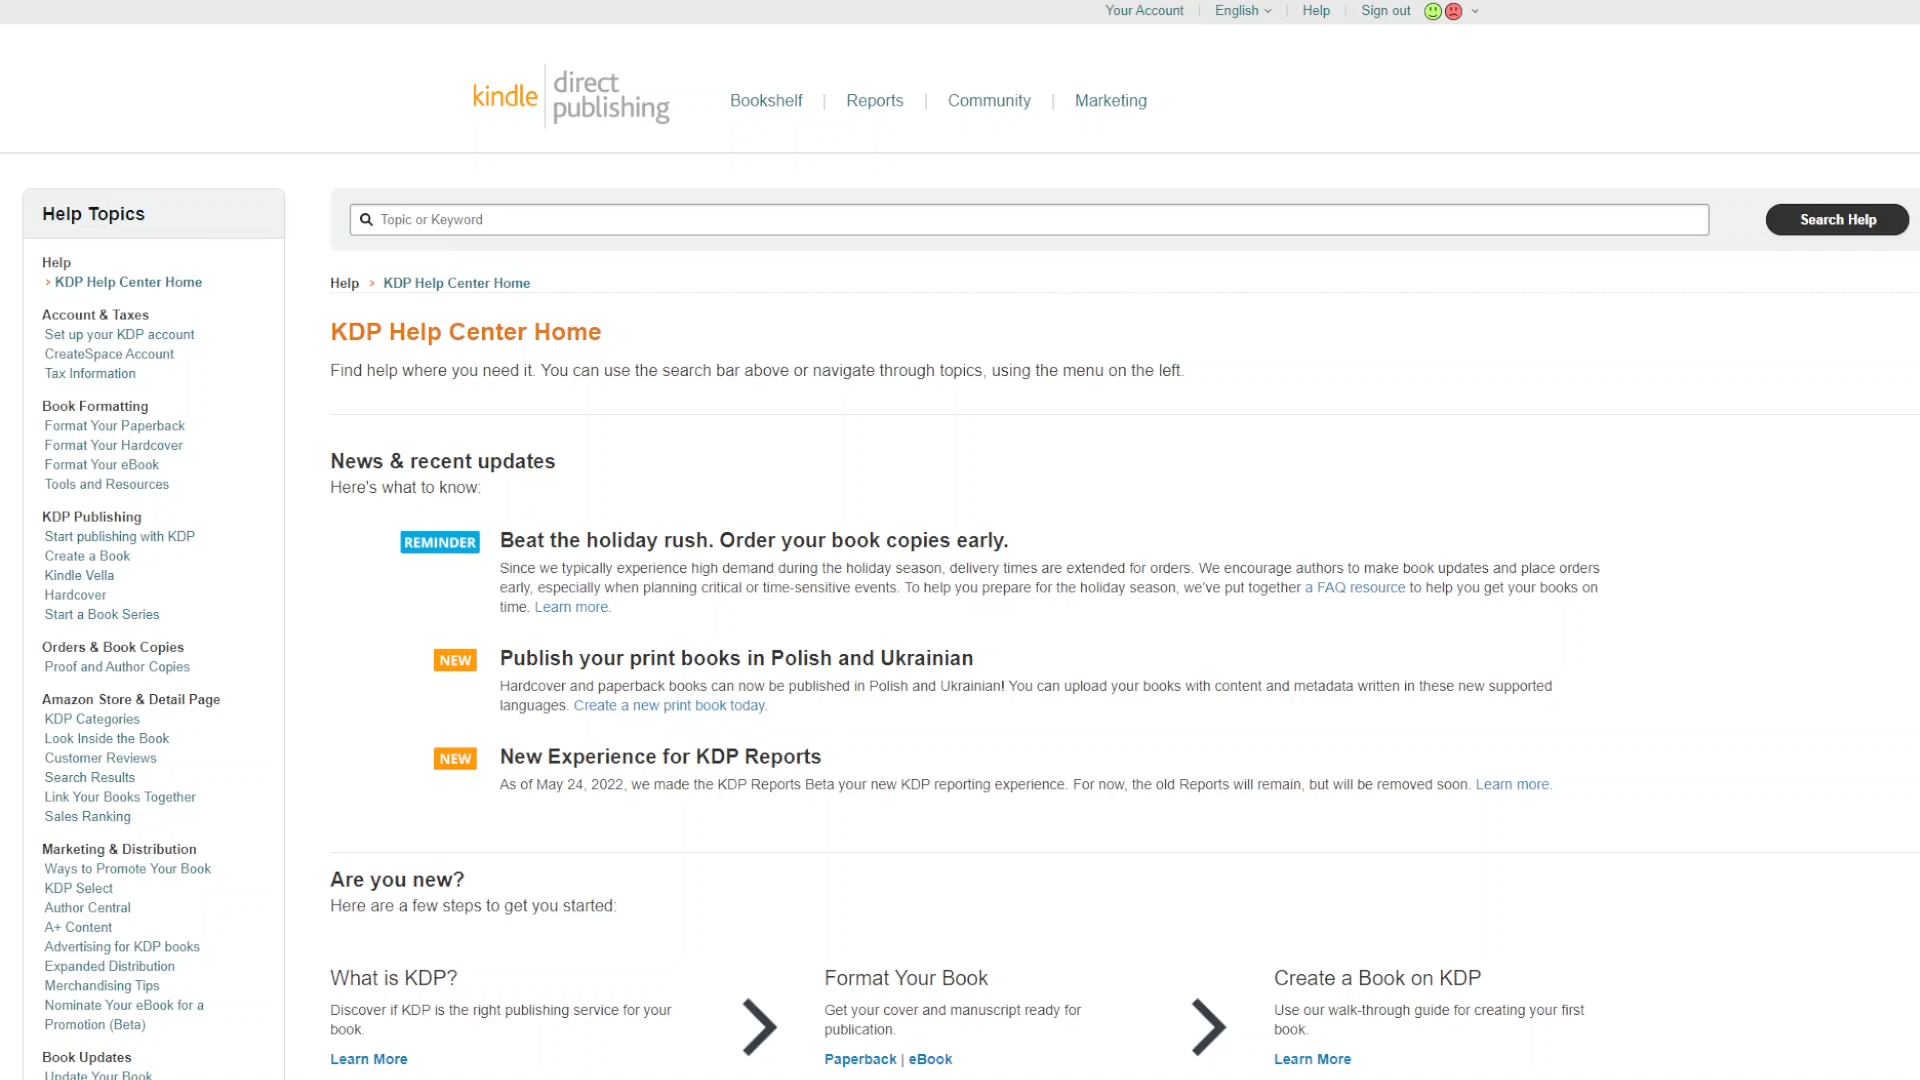 Your Account
English
Help
Sign out
kindle
direct
publishing
Bookshelf
Reports
Community
Marketing
Help Topics
Help
KDP Help Center Home
Account & Taxes
Set up your KDP account
CreateSpace Account
Tax Information
Book Formatting
Format Your Paperback
Format Your Hardcover
Format Your eBook
Tools and Resources
KDP Publishing
Start publishing with KDP
Create a Book
Kindle Vella
Hardcover
Start a Book Series
Orders & Book Copies
Proof and Author Copies
Amazon Store & Detail Page
KDP Categories
Look Inside the Book
Customer Reviews
Search Results
Link Your Books Together
Sales Ranking
Marketing & Distribution
Ways to Promote Your Book
KDP Select
Author Central
A+ Content
Advertising for KDP books
Expanded Distribution
Merchandising Tips
Nominate Your eBook for a
Promotion (Beta)
Book Updates
Update Your Book
Topic or Keyword
Search Help
Help > KDP Help Center Home
KDP Help Center Home
Find help where you need it. You can use the search bar above or navigate through topics, using the menu on the left.
News & recent updates
Here's what to know:
REMINDER
Beat the holiday rush. Order your book copies early.
Since we typically experience high demand during the holiday season, delivery times are extended for orders. We encourage authors to make book updates and place orders
early, especially when planning critical or time-sensitive events. To help you prepare for the holiday season, we've put together a FAQ resource to help you get your books on
time. Learn more.
NEW
Publish your print books in Polish and Ukrainian
Hardcover and paperback books can now be published in Polish and Ukrainian! You can upload your books with content and metadata written in these new supported
languages. Create a new print book today.
NEW
New Experience for KDP Reports
As of May 24, 2022, we made the KDP Reports Beta your new KDP reporting experience. For now, the old Reports will remain, but will be removed soon. Learn more.
Are you new?
Here are a few steps to get you started:
What is KDP?
Discover if KDP is the right publishing service for your
book.
Learn More
Format Your Book
Get your cover and manuscript ready for
publication.
Paperback | eBook
Create a Book on KDP
Use our walk-through guide for creating your first
book.
Learn More